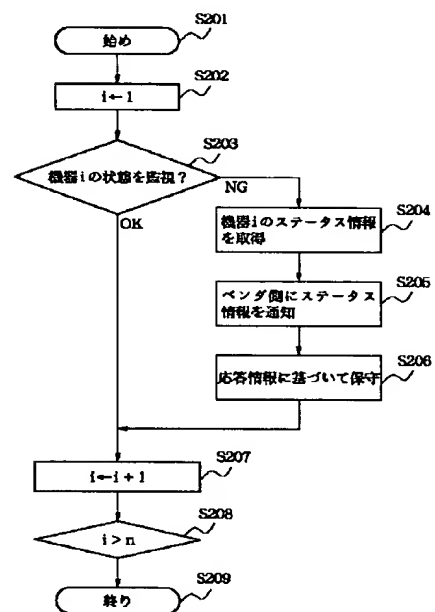 始め
S201
S202
i←1
S203
機器iの状態を監視？
NG
OK
S204
機器iのステータス情報
を取得
S205
ベンダ側にステータス
情報を通知
S206
応答情報に基づいて保守
S207
i←i+1
S208
i>n
終り
S209